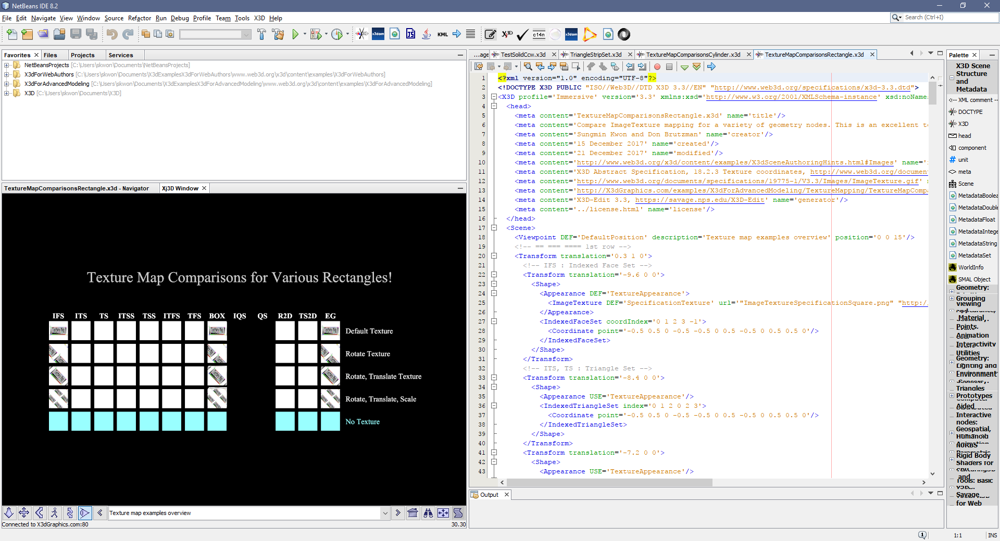 NetBeans IDE 8.2
File Edit Navigate View Window Source Refactor Run Debug Profile Team Tools X3D Help
Search (Ctrl+I)
x3dom JS KML Xj3D c14n x3dom
Favorites Files Projects Services
NetBeansProjects [C:\Users\skwon\Documents\NetBeansProjects]
X3dForWebAuthors [C:\Users\skwon\Documents\X3dExamplesX3dForWebAuthors\www.web3d.org\x3d\content\examples\X3dForWebAuthors]
X3dForAdvancedModeling [C:\Users\skwon\Documents\X3dExamplesX3dForAdvancedModeling\www.web3d.org\x3d\content\examples\X3dForAdvancedModeling]
X3D [C:\Users\skwon\Documents\X3D]
TextureMapComparisonsRectangle.x3d - Navigator Xj3D Window
Texture Map Comparisons for Various Rectangles!
IFS ITS TS ITSS TSS ITFS TFS BOX IQS QS R2D TS2D EG
Default Texture
Rotate Texture
Rotate, Translate Texture
Rotate, Translate, Scale
No Texture
Texture map examples overview
Connected to X3dGraphics.com:80
30.30
...age TestSolidCcw.x3d TriangleStripSet.x3d TextureMapComparisonsCylinder.x3d TextureMapComparisonsRectangle.x3d
1 <?xml version="1.0" encoding="UTF-8"?>
2 <!DOCTYPE X3D PUBLIC "ISO//Web3D//DTD X3D 3.3//EN" "http://www.web3d.org/specifications/x3d-3.3.dtd">
3 <X3D profile='Immersive' version='3.3' xmlns:xsd='http://www.w3.org/2001/XMLSchema-instance' xsd:noName
4 <head>
5 <meta content='TextureMapComparisonsRectangle.x3d' name='title'/>
6 <meta content='Compare ImageTexture mapping for a variety of geometry nodes. This is an excellent te
7 <meta content='Sungmin Kwon and Don Brutzman' name='creator'/>
8 <meta content='15 December 2017' name='created'/>
9 <meta content='21 December 2017' name='modified'/>
10 <meta content='http://www.web3d.org/x3d/content/examples/X3dSceneAuthoringHints.html#Images' name='
11 <meta content='X3D Abstract Specification, 18.2.3 Texture coordinates, http://www.web3d.org/documen
12 <meta content='http://www.web3d.org/documents/specifications/19775-1/V3.3/Images/ImageTexture.gif'
13 <meta content='http://X3dGraphics.com/examples/X3dForAdvancedModeling/TextureMapping/TextureMapComp
14 <meta content='X3D-Edit 3.3, https://savage.nps.edu/X3D-Edit' name='generator'/>
15 <meta content='../license.html' name='license'/>
16 </head>
17 <Scene>
18 <Viewpoint DEF='DefaultPosition' description='Texture map examples overview' position='0 0 15'/>
19 <!-- == === ==== 1st row -->
20 <Transform translation='0.3 1 0'>
21 <!-- IFS : Indexed Face Set -->
22 <Transform translation='-9.6 0 0'>
23 <Shape>
24 <Appearance DEF='TextureAppearance'>
25 <ImageTexture DEF='SpecificationTexture' url='"ImageTextureSpecificationSquare.png" "http:/
26 </Appearance>
27 <IndexedFaceSet coordIndex='0 1 2 3 -1'>
28 <Coordinate point='-0.5 0.5 0 -0.5 -0.5 0 0.5 -0.5 0 0.5 0.5 0'/>
29 </IndexedFaceSet>
30 </Shape>
31 </Transform>
32 <!-- ITS, TS : Triangle Set -->
33 <Transform translation='-8.4 0 0'>
34 <Shape>
35 <Appearance USE='TextureAppearance'/>
36 <IndexedTriangleSet index='0 1 2 0 2 3'>
37 <Coordinate point='-0.5 0.5 0 -0.5 -0.5 0 0.5 -0.5 0 0.5 0.5 0'/>
38 </IndexedTriangleSet>
39 </Shape>
40 </Transform>
41 <Transform translation='-7.2 0 0'>
42 <Shape>
43 <Appearance USE='TextureAppearance'/>
Output
Palette
X3D Scene
Structure
and
Metadata
<!-- XML comment --
DOCTYPE
X3D
head
component
unit
meta
Scene
MetadataBoolea
MetadataDouble
MetadataFloat
MetadataIntege
MetadataString
MetadataSet
WorldInfo
SMAL Object
Geometry:
Grouping
Viewing
Material,
Points,
Animation
Interactivity
Utilities
Geometry:
Lighting and
Environment
Triangles
Prototypes
Aided
Interactive
nodes:
Geospatial,
Humanoid
NURBS
Rigid Body
Shaders for
and
Tools: Basic
Savage
for Web
1 1:1 INS